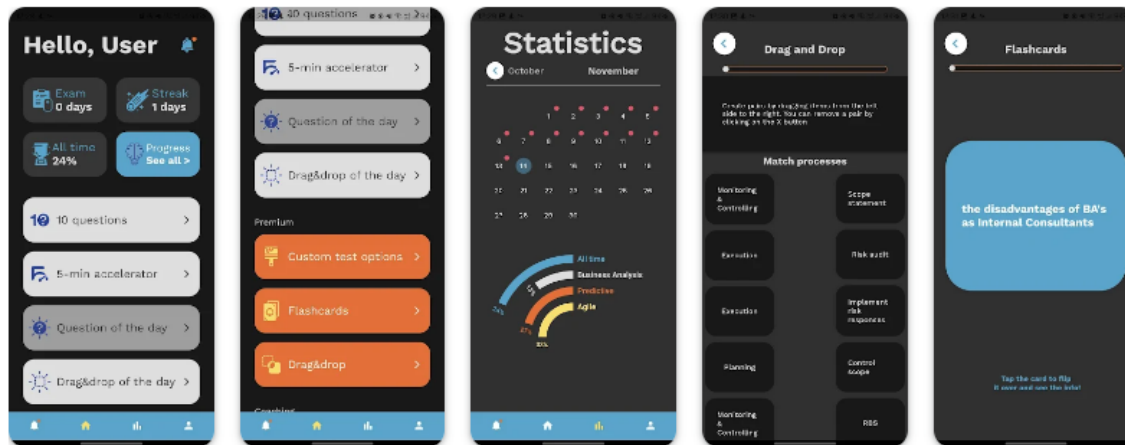 Hello, User
Exam
0 days
Streak
1 days
All time
24%
Progress
See all >
10 questions
5-min accelerator
Question of the day
Drag&drop of the day
10 questions
5-min accelerator
Question of the day
Drag&drop of the day
Premium
Custom test options
Flashcards
Drag&drop
Coaching
Statistics
October
November
1 2 3 4 5
6 7 8 9 10 11 12
13 14 15 16 17 18 19
20 21 22 23 24 25 26
27 28 29 30
All time
Business Analysis
Predictive
Agile
24%
Drag and Drop
Create pairs by dragging items from the left
side to the right. You can remove a pair by
clicking on the X button
Match processes
Monitoring
&
Controlling
Scope
statement
Execution
Risk audit
Execution
Implement
risk
responses
Planning
Control
scope
Monitoring
&
Controlling
RBS
Flashcards
the disadvantages of BA's
as Internal Consultants
Tap the card to flip
it over and see the info!